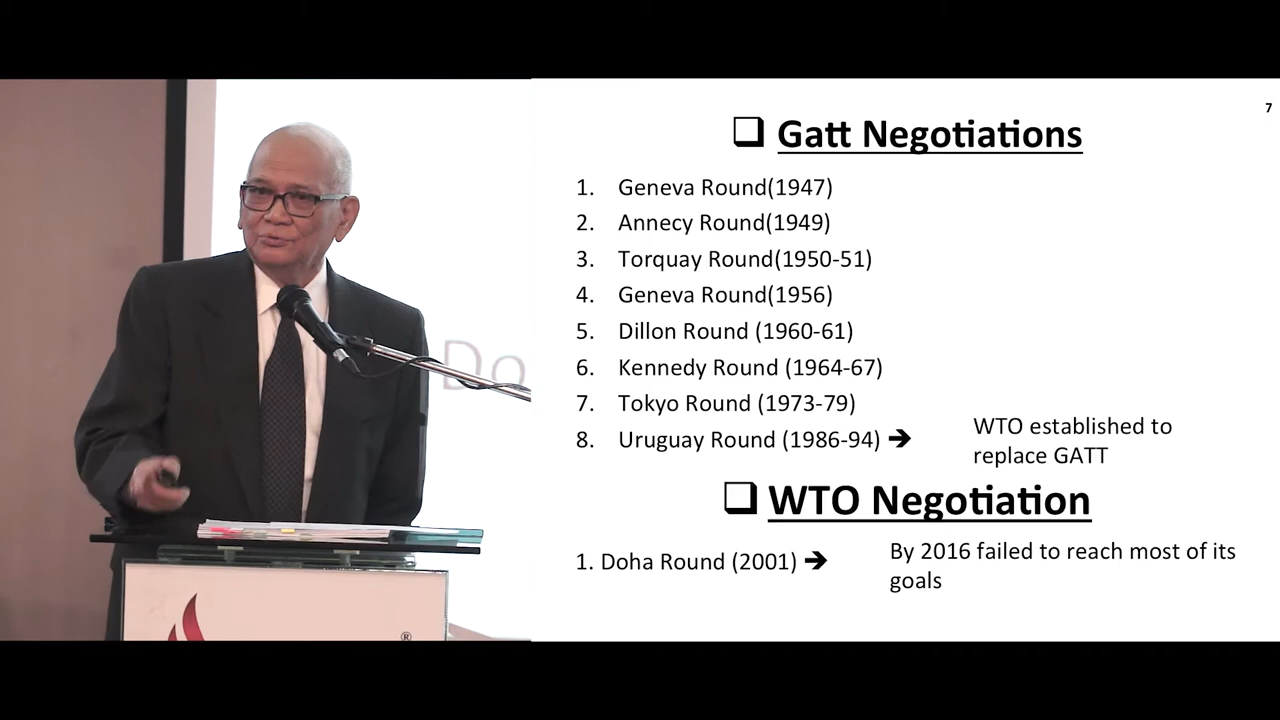 7
❑ Gatt Negotiations
1. Geneva Round(1947)
2. Annecy Round(1949)
3. Torquay Round(1950-51)
4. Geneva Round(1956)
5. Dillon Round (1960-61)
6. Kennedy Round (1964-67)
7. Tokyo Round (1973-79)
8. Uruguay Round (1986-94) ➔ WTO established to
replace GATT
❑ WTO Negotiation
1. Doha Round (2001) ➔ By 2016 failed to reach most of its
goals
Do
®